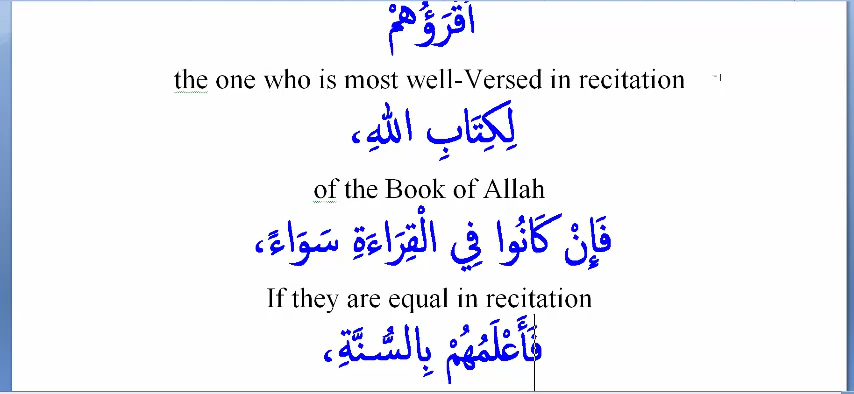 أَقْرَؤُهُمْ
the one who is most well-Versed in recitation
لِكِتَابِ اللهِ،
of the Book of Allah
فَإِنْ كَانُوا فِي الْقِرَاءَةِ سَوَاءً،
If they are equal in recitation
فَأَعْلَمُهُمْ بِالسُّنَّةِ،